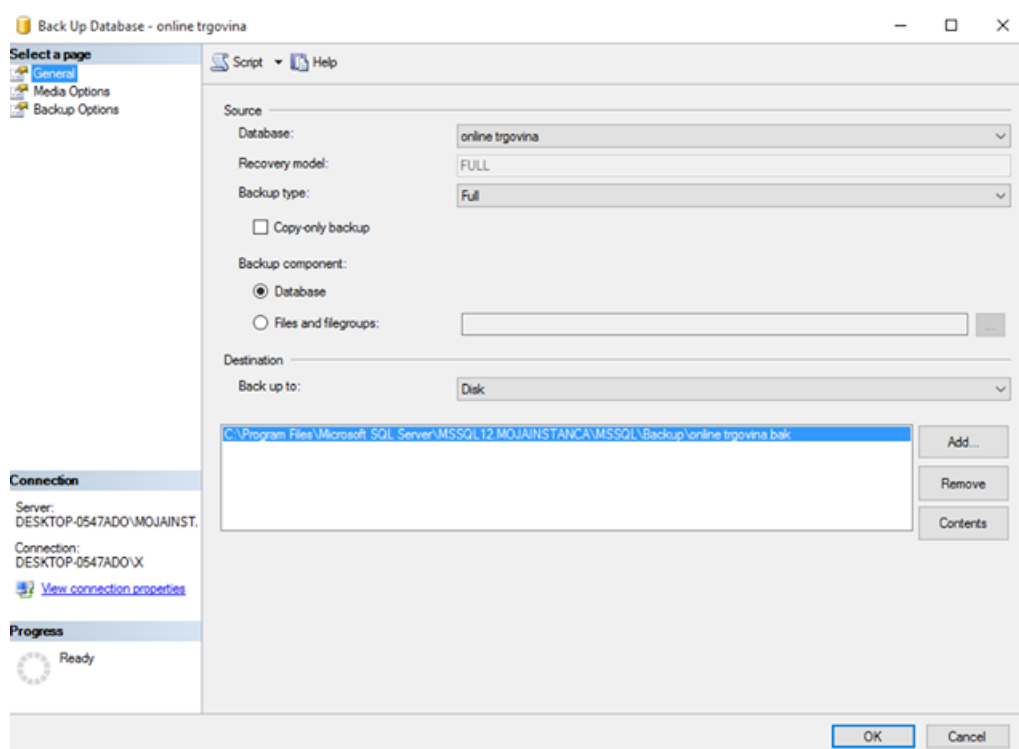 Back Up Database - online trgovina
Select a page
General
Media Options
Backup Options
Script
Help
Source
Database:
online trgovina
Recovery model:
FULL
Backup type:
Full
Copy-only backup
Backup component:
Database
Files and filegroups:
...
Destination
Back up to:
Disk
C:\Program Files\Microsoft SQL Server\MSSQL12.MOJAINSTANCA\MSSQL\Backup\online trgovina.bak
Add...
Remove
Contents
Connection
Server:
DESKTOP-0547ADO\MOJAINST.
Connection:
DESKTOP-0547ADO\X
View connection properties
Progress
Ready
OK
Cancel